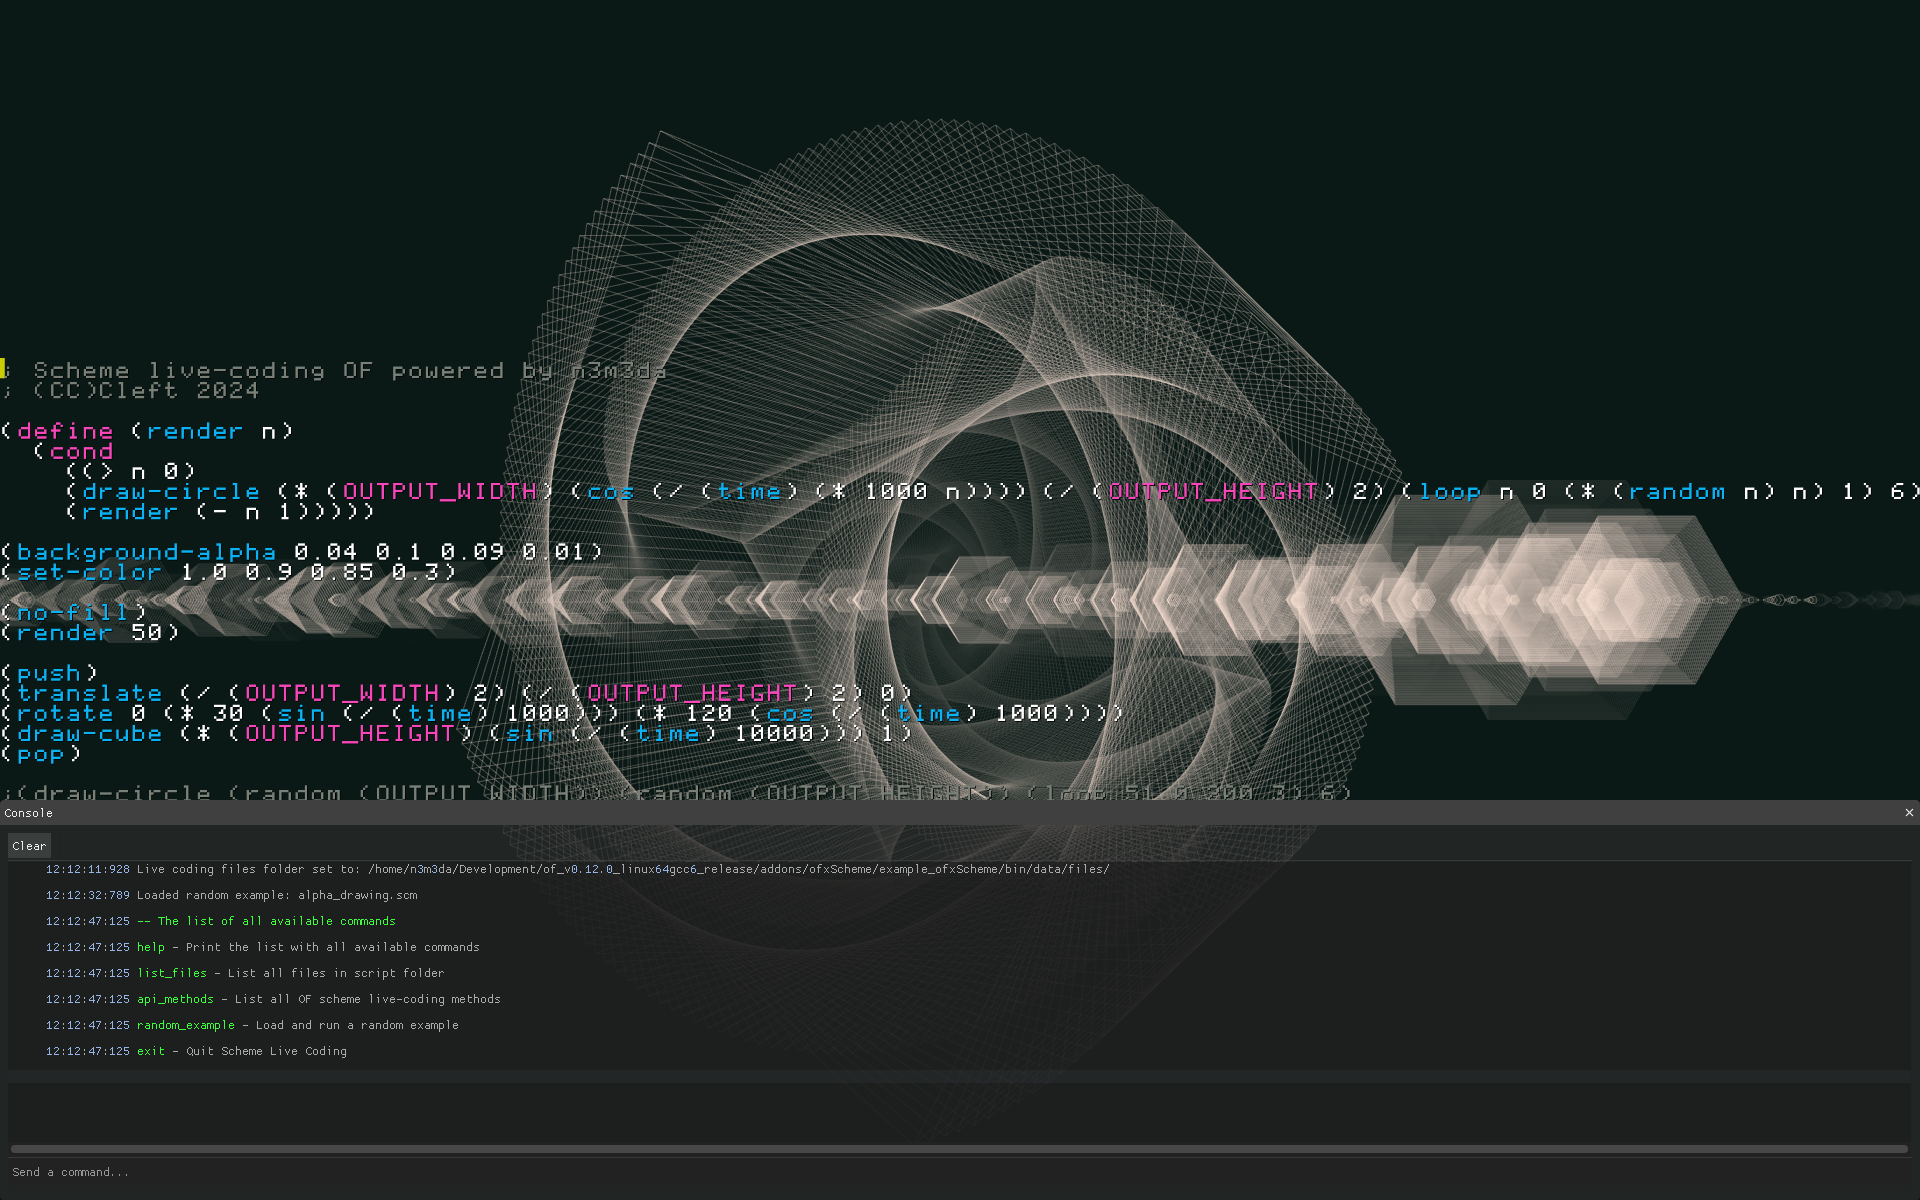 ; Scheme live-coding OF powered by n3m3da
; (CC)Cleft 2024
(define (render n)
(cond
((> n 0)
(draw-circle (* (OUTPUT_WIDTH) (cos (/ (time) (* 1000 n)))) (/ (OUTPUT_HEIGHT) 2) (loop n 0 (* (random n) n) 1) 6)
(render (- n 1)))))
(background-alpha 0.04 0.1 0.09 0.01)
(set-color 1.0 0.9 0.85 0.3)
(no-fill)
(render 50)
(push)
(translate (/ (OUTPUT_WIDTH) 2) (/ (OUTPUT_HEIGHT) 2) 0)
(rotate 0 (* 30 (sin (/ (time) 1000))) (* 120 (cos (/ (time) 1000))))
(draw-cube (* (OUTPUT_HEIGHT) (sin (/ (time) 10000))) 1)
(pop)
;(draw-circle (random (OUTPUT_WIDTH)) (random (OUTPUT_HEIGHT)) (loop 51 0 300 3) 6)
Console
Clear
12:12:11:928 Live coding files folder set to: /home/n3m3da/Development/of_v0.12.0_linux64gcc6_release/addons/ofxScheme/example_ofxScheme/bin/data/files/
12:12:32:789 Loaded random example: alpha_drawing.scm
12:12:47:125 -- The list of all available commands
12:12:47:125 help - Print the list with all available commands
12:12:47:125 list_files - List all files in script folder
12:12:47:125 api_methods - List all OF scheme live-coding methods
12:12:47:125 random_example - Load and run a random example
12:12:47:125 exit - Quit Scheme Live Coding
Send a command...